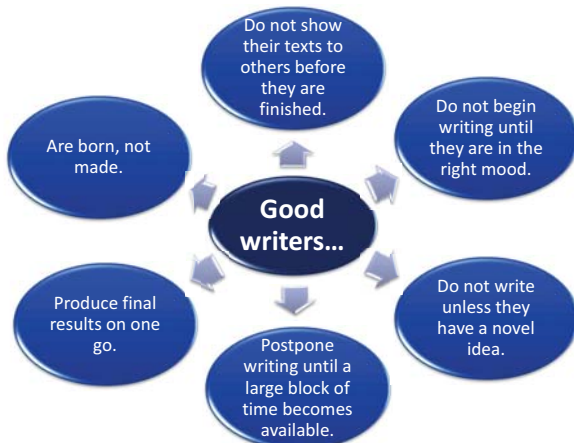 Do not show
their texts to
others before
they are
finished.
Do not begin
writing until
they are in the
right mood.
Are born, not
made.
Good
writers…
Do not write
unless they
have a novel
idea.
Produce final
results on one
go.
Postpone
writing until a
large block of
time becomes
available.